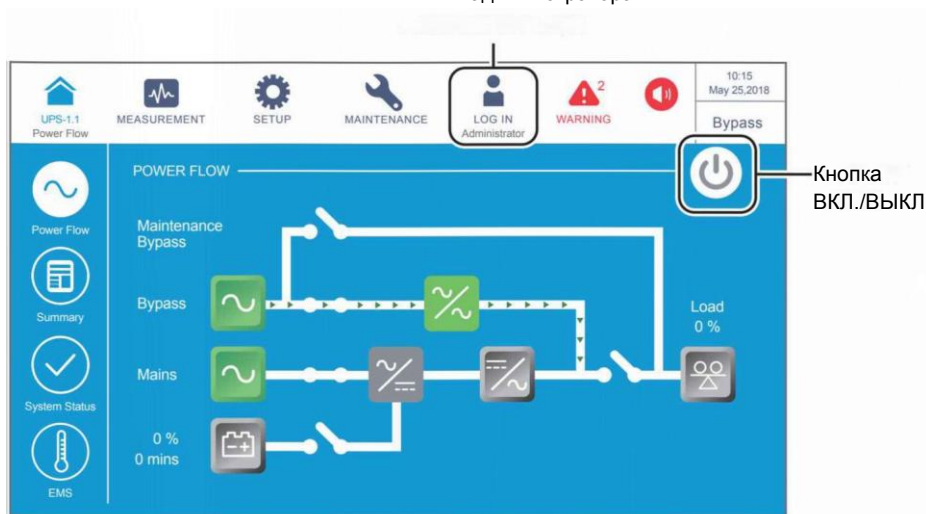 10:15
May 25,2018
UPS-1.1
Power Flow
MEASUREMENT
SETUP
MAINTENANCE
LOG IN
Administrator
2
WARNING
Bypass
POWER FLOW
Кнопка
ВКЛ./ВЫКЛ
Power Flow
Maintenance
Bypass
Bypass
Summary
Load
0 %
Mains
System Status
0 %
0 mins
EMS